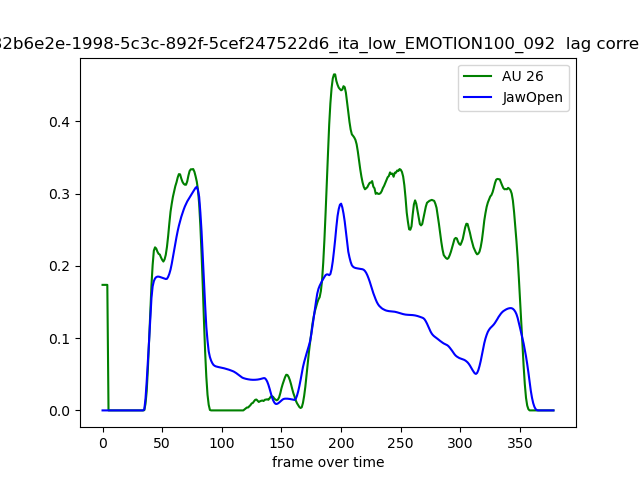 32b6e2e-1998-5c3c-892f-5cef247522d6_ita_low_EMOTION100_092 lag corre
AU 26
JawOpen
0.4
0.3
0.2
0.1
0.0
0 50 100 150 200 250 300 350
frame over time